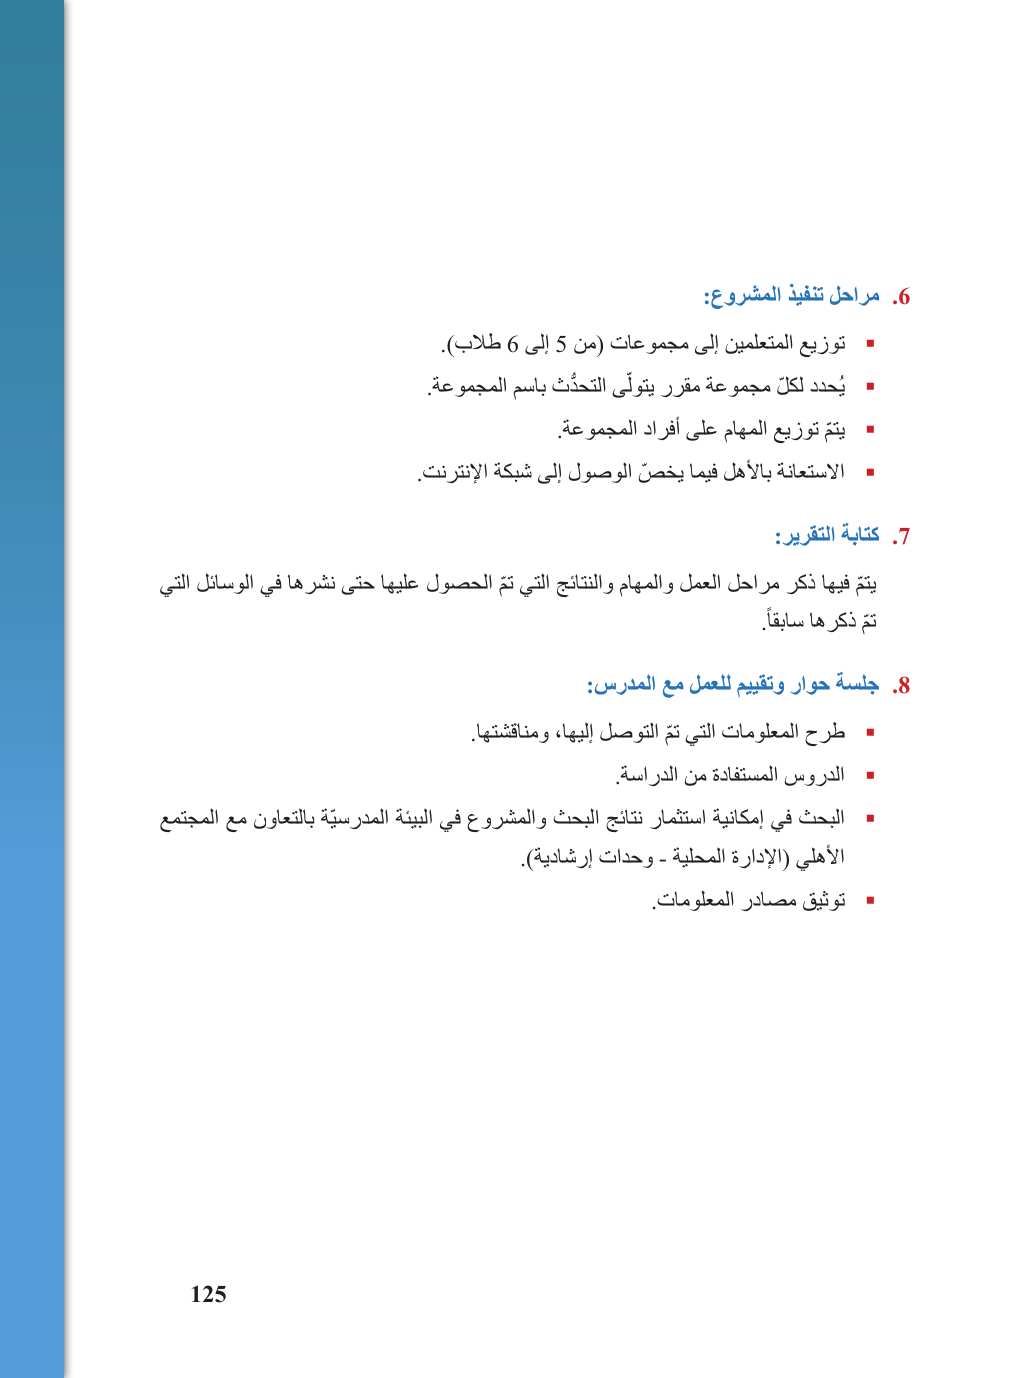 6. مراحل تنفيذ المشروع:
▪ توزيع المتعلمين إلى مجموعات (من 5 إلى 6 طلاب).
▪ يُحدد لكلّ مجموعة مقرر يتولّى التحدُّث باسم المجموعة.
▪ يتمّ توزيع المهام على أفراد المجموعة.
▪ الاستعانة بالأهل فيما يخصّ الوصول إلى شبكة الإنترنت.
7. كتابة التقرير:
يتمّ فيها ذكر مراحل العمل والمهام والنتائج التي تمّ الحصول عليها حتى نشرها في الوسائل التي
تمّ ذكرها سابقاً.
8. جلسة حوار وتقييم للعمل مع المدرس:
▪ طرح المعلومات التي تمّ التوصل إليها، ومناقشتها.
▪ الدروس المستفادة من الدراسة.
▪ البحث في إمكانية استثمار نتائج البحث والمشروع في البيئة المدرسيّة بالتعاون مع المجتمع
الأهلي (الإدارة المحلية - وحدات إرشادية).
▪ توثيق مصادر المعلومات.
125